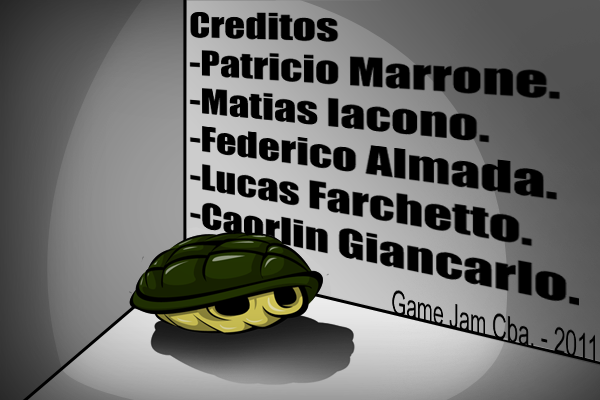 Creditos
-Patricio Marrone.
-Matias Iacono.
-Federico Almada.
-Lucas Farchetto.
-Caorlin Giancarlo.
Game Jam Cba. - 2011